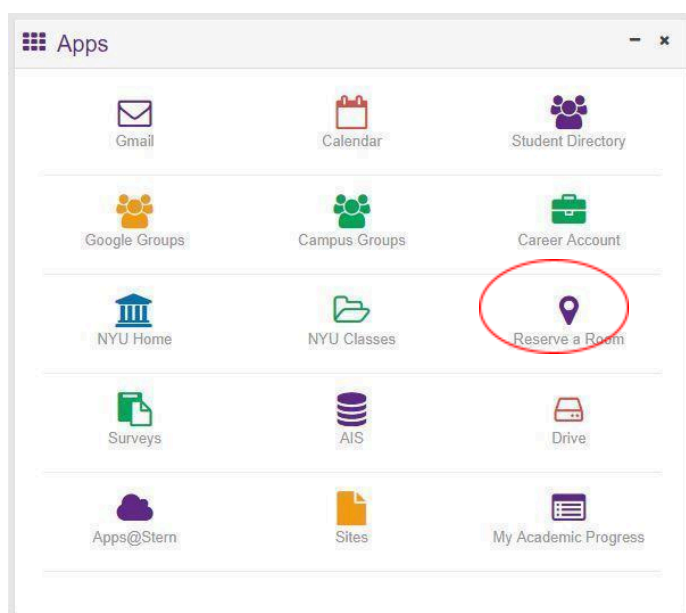 Apps
Gmail
Calendar
Student Directory
Google Groups
Campus Groups
Career Account
NYU Home
NYU Classes
Reserve a Room
Surveys
AIS
Drive
Apps@Stern
Sites
My Academic Progress